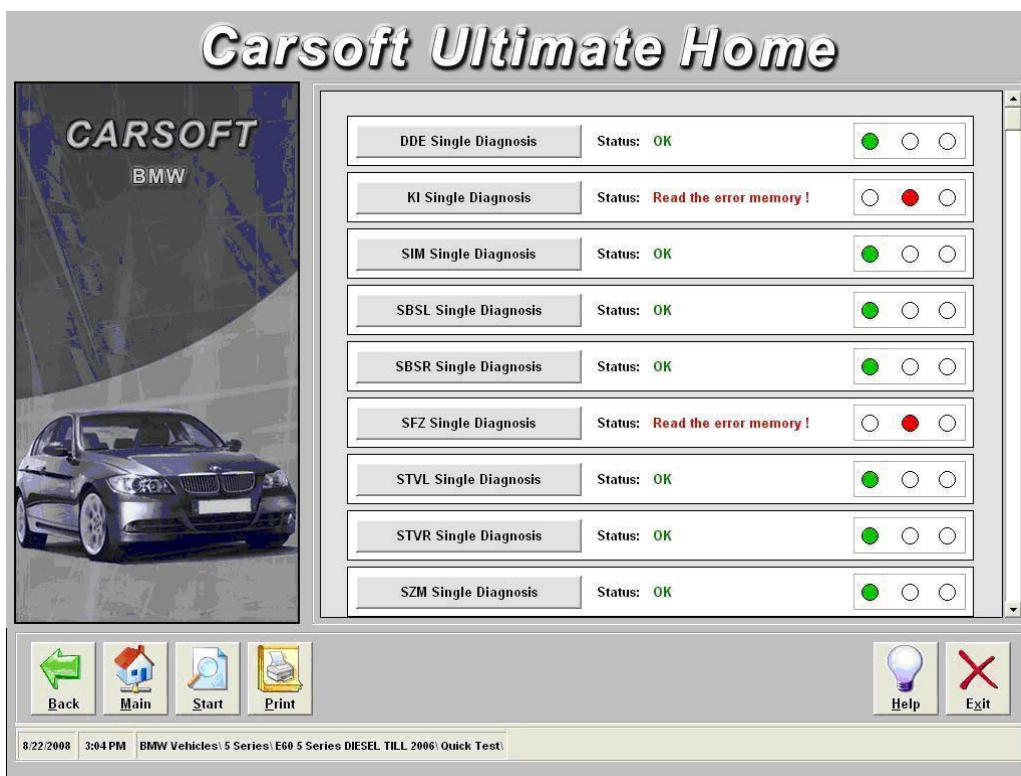 Carsoft Ultimate Home
CARSOFT
BMW
DDE Single Diagnosis Status: OK
KI Single Diagnosis Status: Read the error memory !
SIM Single Diagnosis Status: OK
SBSL Single Diagnosis Status: OK
SBSR Single Diagnosis Status: OK
SFZ Single Diagnosis Status: Read the error memory !
STVL Single Diagnosis Status: OK
STVR Single Diagnosis Status: OK
SZM Single Diagnosis Status: OK
Back Main Start Print Help Exit
8/22/2008 3:04 PM BMW Vehicles\ 5 Series\ E60 5 Series DIESEL TILL 2006\ Quick Test\